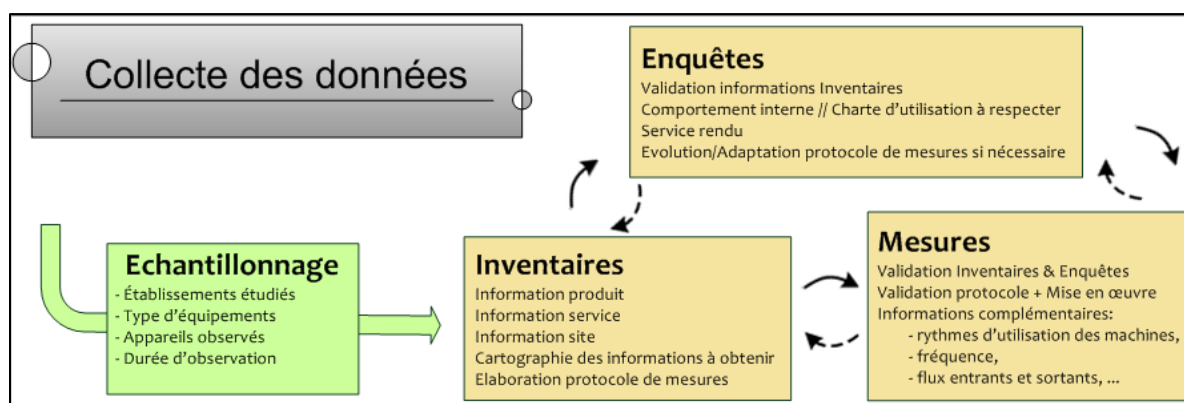 Collecte des données
Enquêtes
Validation informations Inventaires
Comportement interne // Charte d'utilisation à respecter
Service rendu
Evolution/Adaptation protocole de mesures si nécessaire
Echantillonnage
- Établissements étudiés
- Type d'équipements
- Appareils observés
- Durée d'observation
Inventaires
Information produit
Information service
Information site
Cartographie des informations à obtenir
Elaboration protocole de mesures
Mesures
Validation Inventaires & Enquêtes
Validation protocole + Mise en œuvre
Informations complémentaires:
- rythmes d'utilisation des machines,
- fréquence,
- flux entrants et sortants, ...